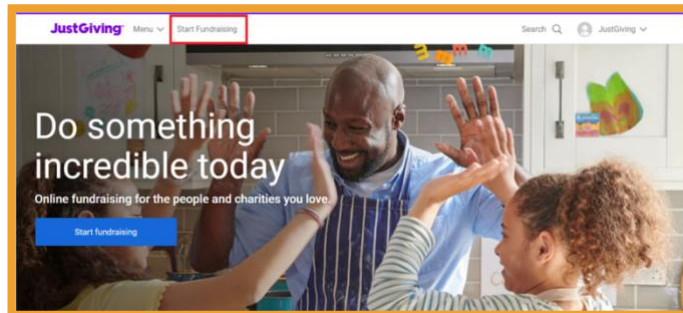 JustGiving Menu Start Fundraising Search JustGiving
Do something
incredible today
Online fundraising for the people and charities you love.
Start fundraising